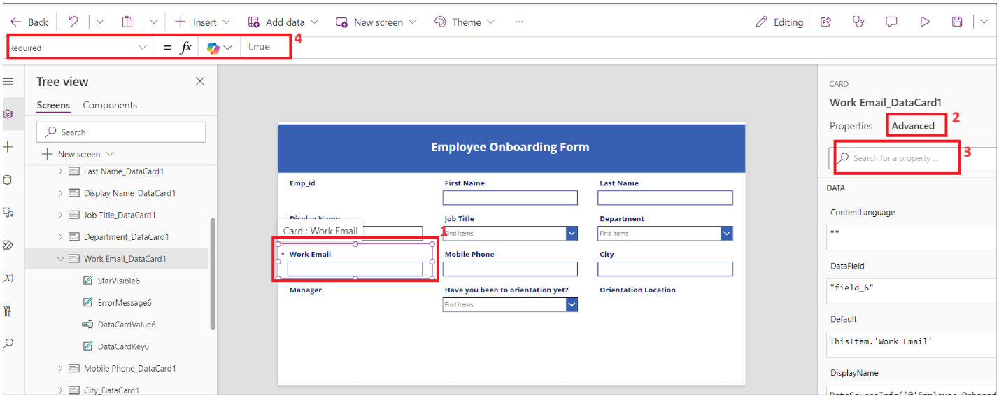 Back
Insert
Add data
New screen
Theme
...
Editing
Required
= fx
true
4
Tree view
Screens
Components
Search
New screen
Last Name_DataCard1
Display Name_DataCard1
Job Title_DataCard1
Department_DataCard1
Work Email_DataCard1
StarVisible6
ErrorMessage6
DataCardValue6
DataCardKey6
Mobile Phone_DataCard1
City_DataCard1
Employee Onboarding Form
Emp_id
First Name
Last Name
Display Name
Job Title
Department
Card : Work Email
Find items
Find items
1
* Work Email
Mobile Phone
City
Manager
Have you been to orientation yet?
Orientation Location
Find items
CARD
Work Email_DataCard1
Properties
Advanced
2
Search for a property ...
3
DATA
ContentLanguage
""
DataField
"field_6"
Default
ThisItem.'Work Email'
DisplayName
DataSourceInfo([@'Employee Onboard